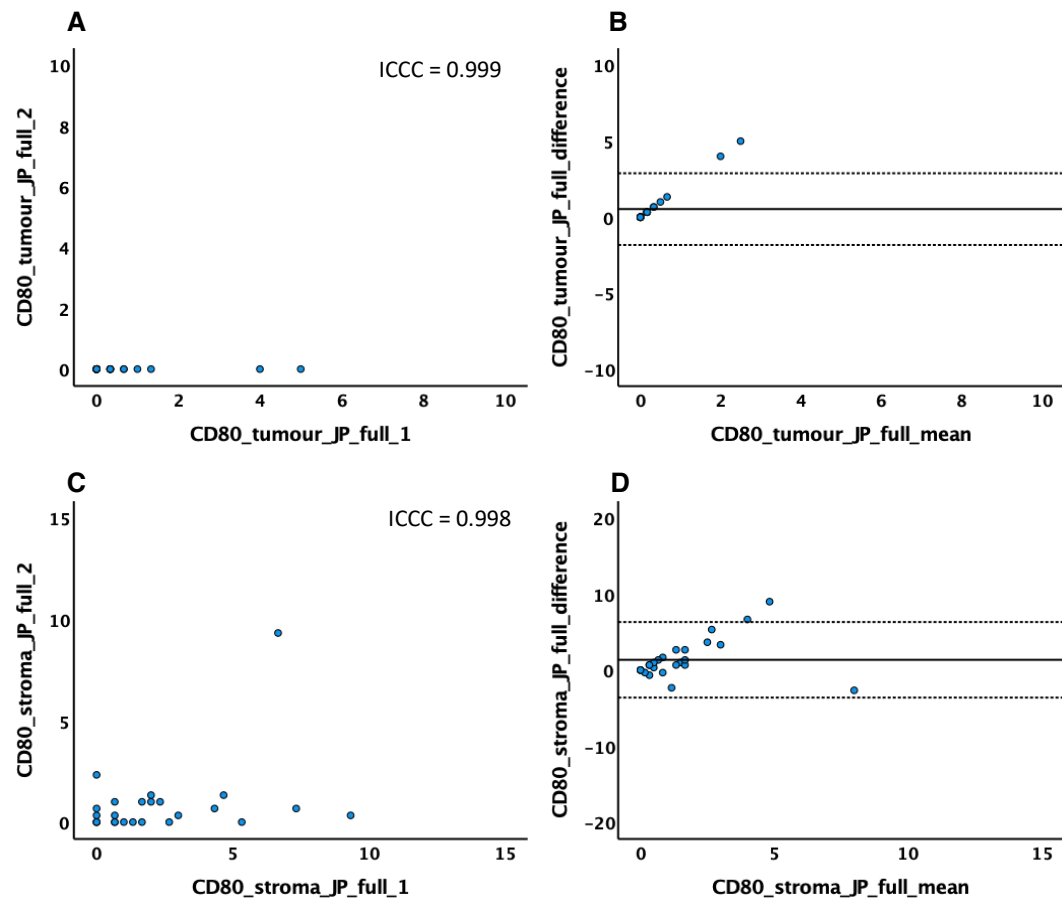 A
ICCC = 0.999
CD80_tumour_JP_full_2
10
8
6
4
2
0
0 2 4 6 8 10
CD80_tumour_JP_full_1
B
CD80_tumour_JP_full_difference
10
5
0
−5
−10
0 2 4 6 8 10
CD80_tumour_JP_full_mean
C
ICCC = 0.998
CD80_stroma_JP_full_2
15
10
5
0
0 5 10 15
CD80_stroma_JP_full_1
D
CD80_stroma_JP_full_difference
20
10
0
−10
−20
0 5 10 15
CD80_stroma_JP_full_mean